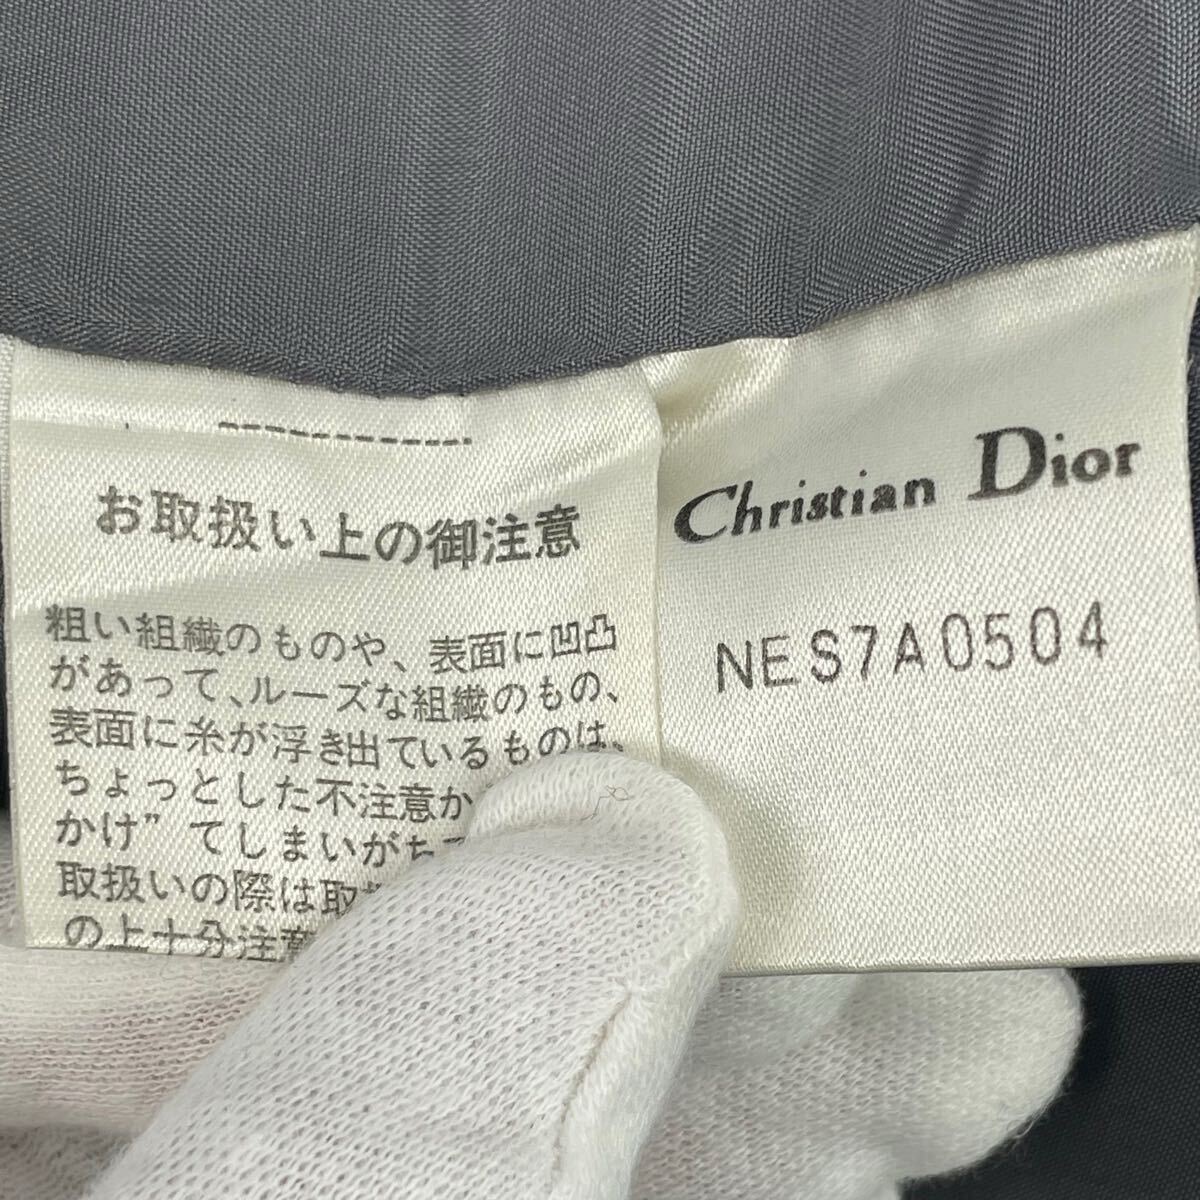 お取扱い上の御注意
粗い組織のものや、表面に凹凸
があって、ルーズな組織のもの、
表面に糸が浮き出ているものは、
ちょっとした不注意か
かけ”てしまいがち
取扱いの際は取
の上十分注意
Christian Dior
NES7A0504